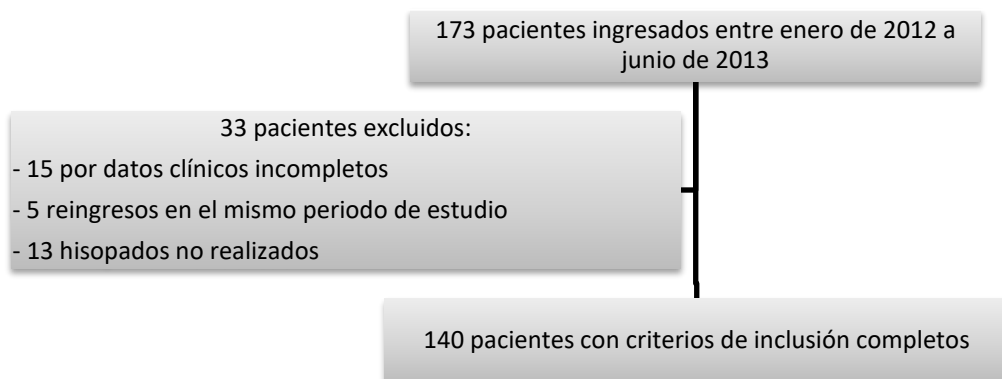 173 pacientes ingresados entre enero de 2012 a
junio de 2013
33 pacientes excluidos:
- 15 por datos clínicos incompletos
- 5 reingresos en el mismo periodo de estudio
- 13 hisopados no realizados
140 pacientes con criterios de inclusión completos